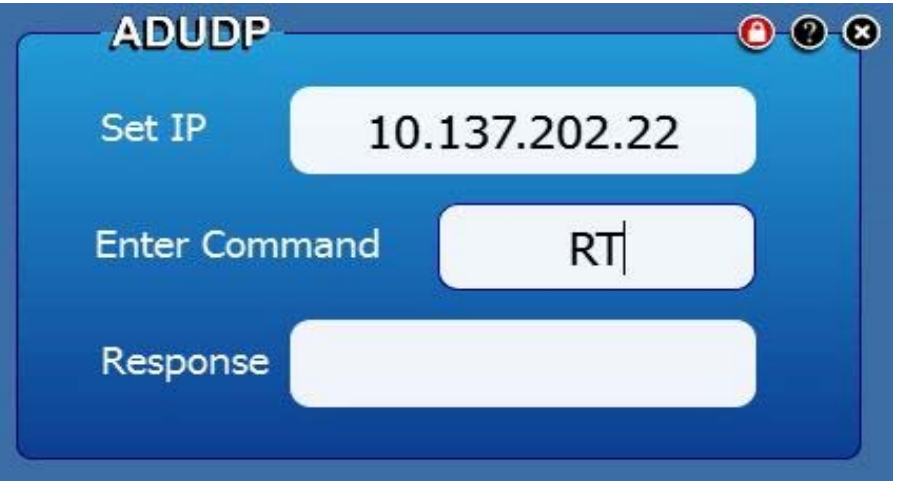 ADUDP
Set IP 10.137.202.22
Enter Command RT
Response